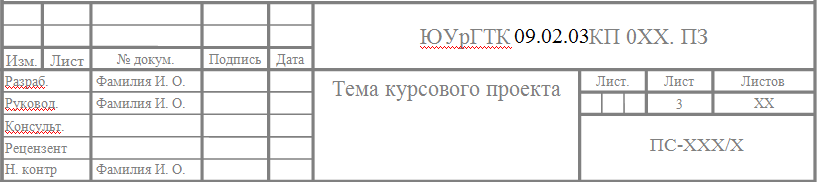 ЮУрГТК 09.02.03КП 0ХХ. ПЗ
Изм. Лист № докум. Подпись Дата
Разраб. Фамилия И. О.
Руковод. Фамилия И. О.
Консульт.
Рецензент
Н. контр Фамилия И. О.
Тема курсового проекта
Лист. Лист Листов
3 ХХ
ПС-ХХХ/Х